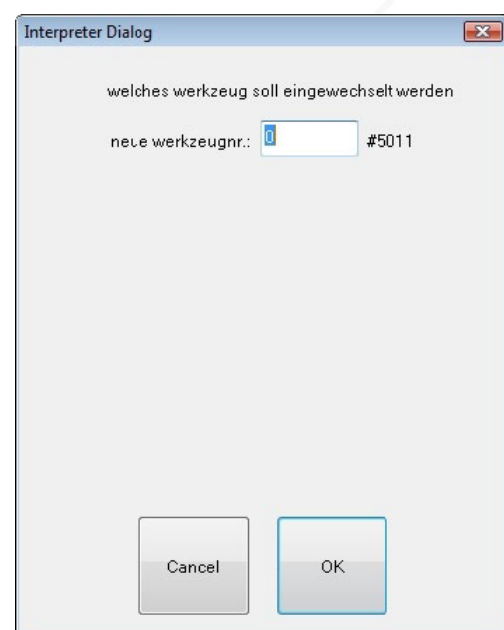 Interpreter Dialog
welches werkzeug soll eingewechselt werden
neue werkzeugnr.: 0 #5011
Cancel OK